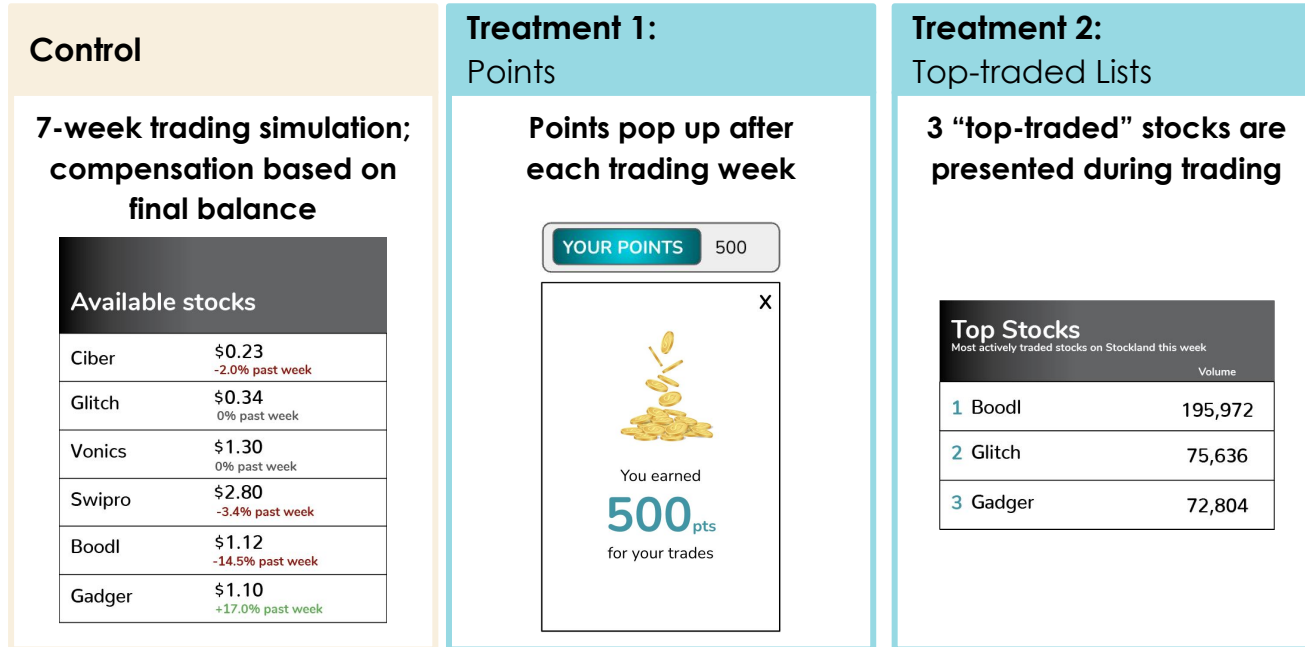 Control
7-week trading simulation;
compensation based on
final balance
Available stocks
Ciber $0.23
-2.0% past week
Glitch $0.34
0% past week
Vonics $1.30
0% past week
Swipro $2.80
-3.4% past week
Boodl $1.12
-14.5% past week
Gadger $1.10
+17.0% past week
Treatment 1:
Points
Points pop up after
each trading week
YOUR POINTS 500
X
You earned
500 pts
for your trades
Treatment 2:
Top-traded Lists
3 “top-traded” stocks are
presented during trading
Top Stocks
Most actively traded stocks on Stockland this week
Volume
1 Boodl 195,972
2 Glitch 75,636
3 Gadger 72,804